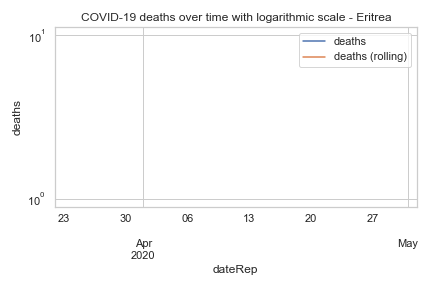 COVID-19 deaths over time with logarithmic scale - Eritrea
10¹
deaths
deaths (rolling)
deaths
10⁰
23 30 06 13 20 27
Apr May
2020
dateRep